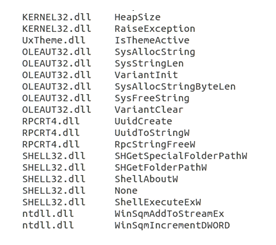 KERNEL32.dll HeapSize
KERNEL32.dll RaiseException
UxTheme.dll IsThemeActive
OLEAUT32.dll SysAllocString
OLEAUT32.dll SysStringLen
OLEAUT32.dll VariantInit
OLEAUT32.dll SysAllocStringByteLen
OLEAUT32.dll SysFreeString
OLEAUT32.dll VariantClear
RPCRT4.dll UuidCreate
RPCRT4.dll UuidToStringW
RPCRT4.dll RpcStringFreeW
SHELL32.dll SHGetSpecialFolderPathW
SHELL32.dll SHGetFolderPathW
SHELL32.dll ShellAboutW
SHELL32.dll None
SHELL32.dll ShellExecuteExW
ntdll.dll WinSqmAddToStreamEx
ntdll.dll WinSqmIncrementDWORD